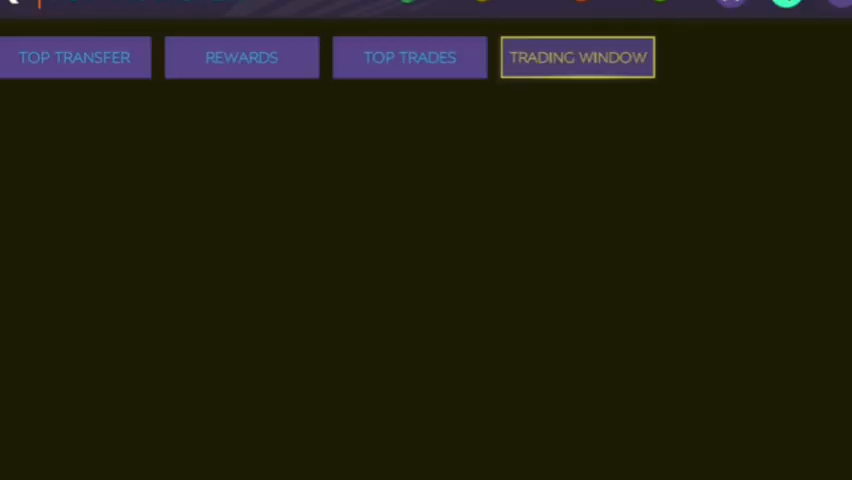 TOP TRANSFER
REWARDS
TOP TRADES
TRADING WINDOW